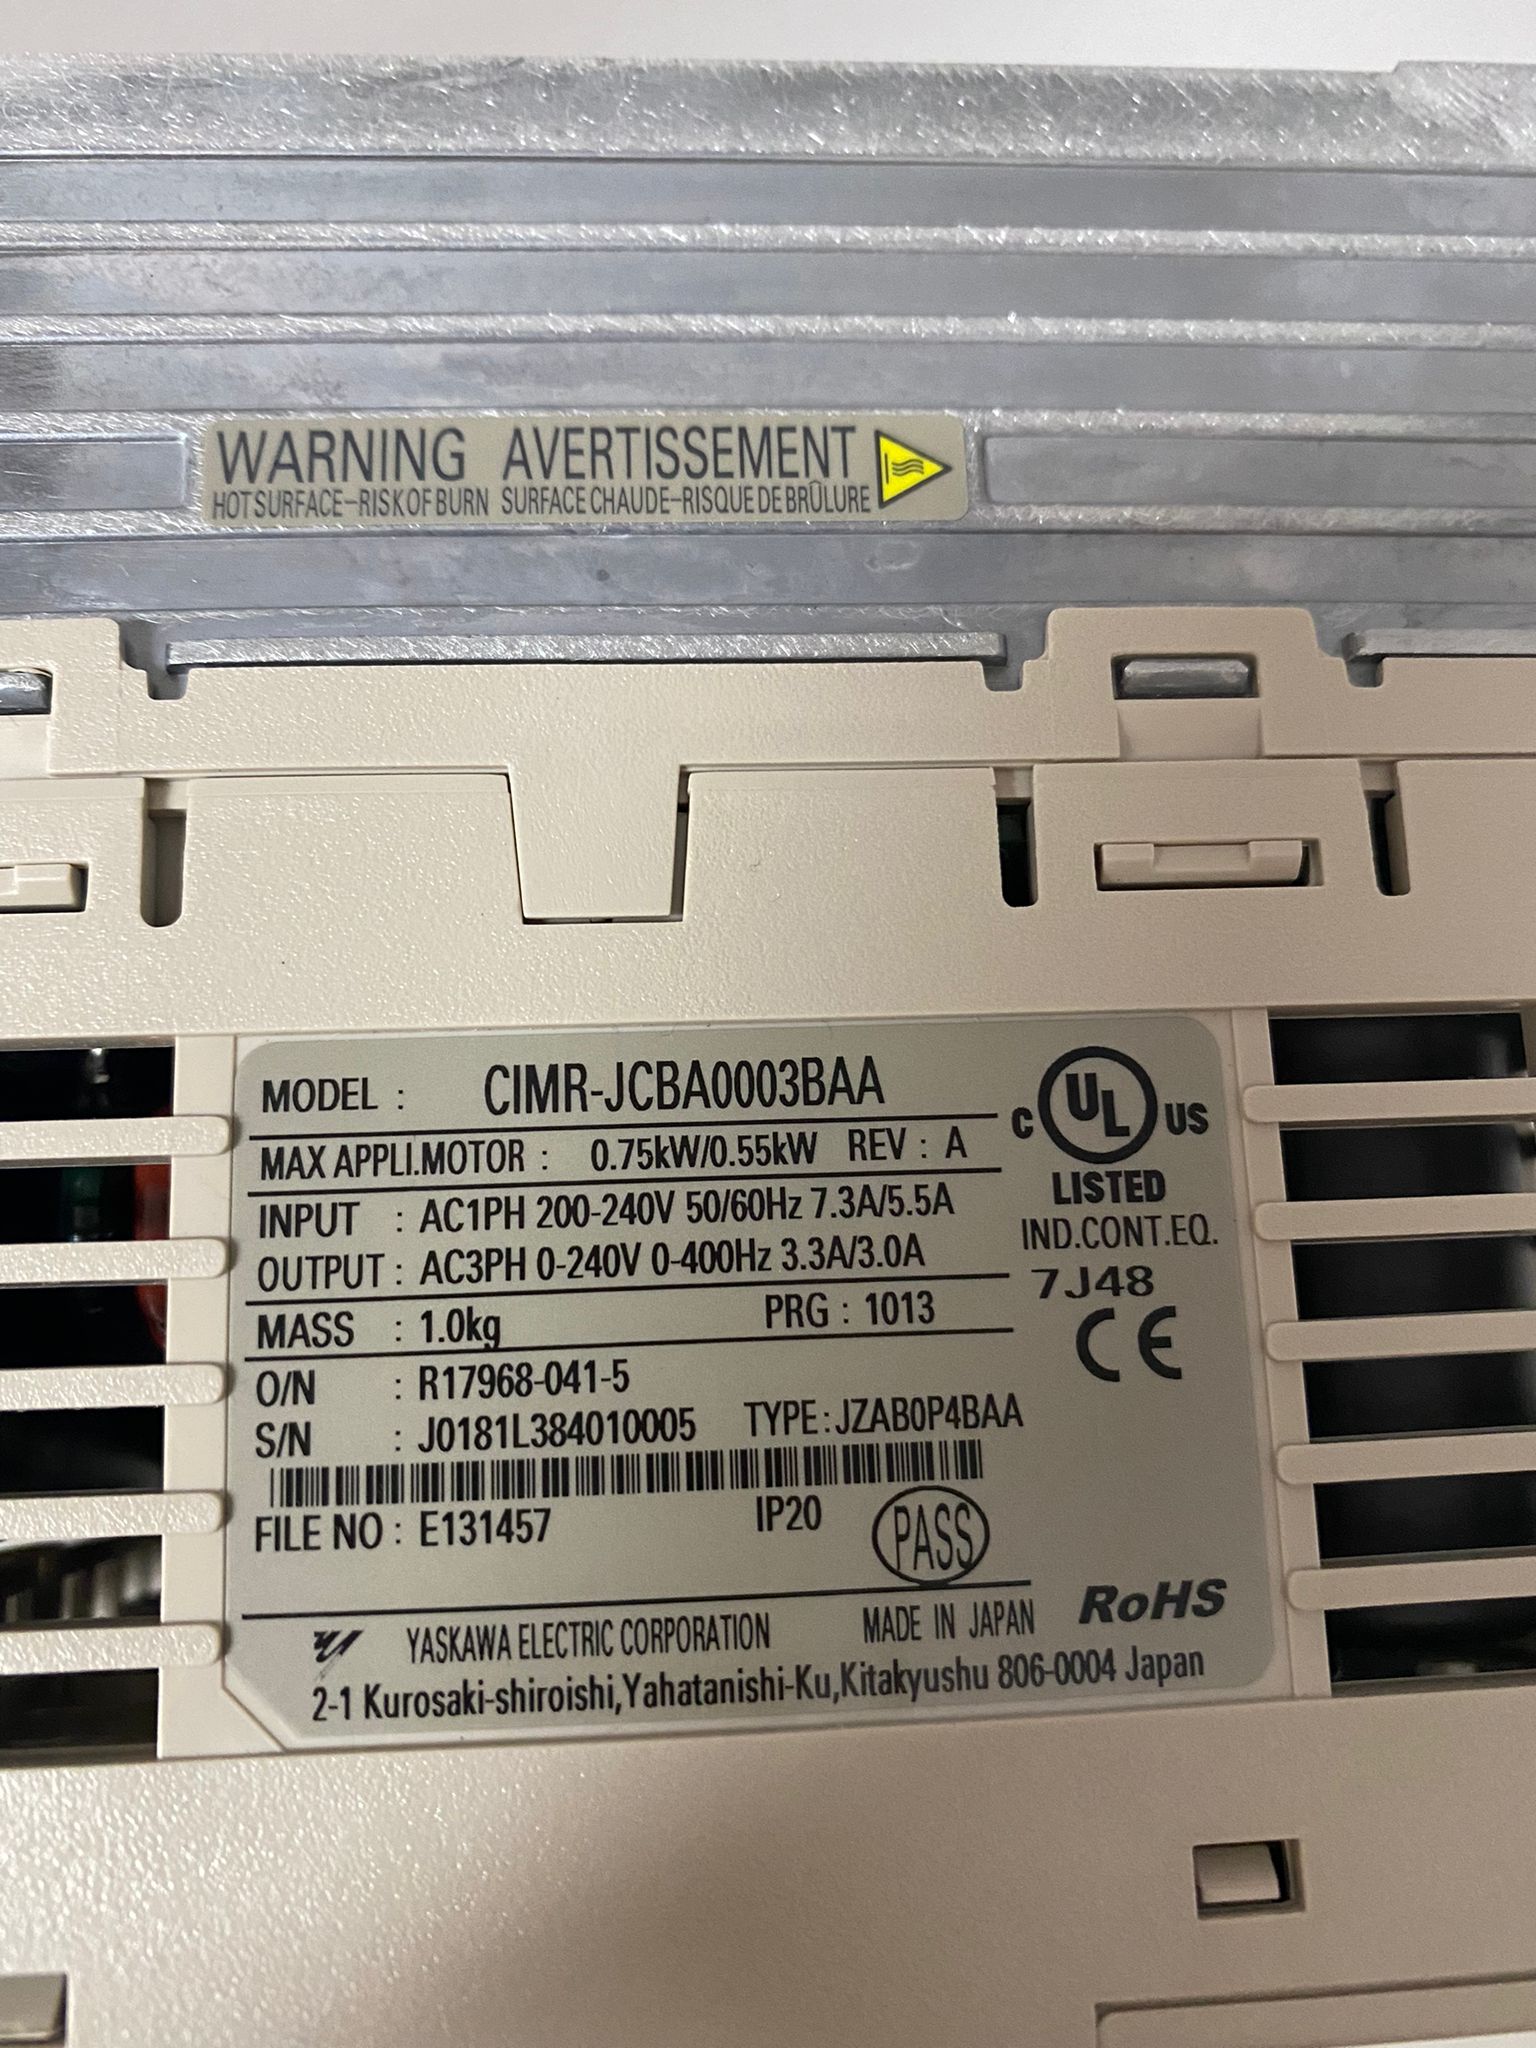 WARNING AVERTISSEMENT
HOT SURFACE-RISK OF BURN SURFACE CHAUDE-RISQUE DE BRÛLURE
MODEL : CIMR-JCBA0003BAA
MAX APPLI.MOTOR : 0.75kW/0.55kW REV : A
INPUT : AC1PH 200-240V 50/60Hz 7.3A/5.5A
OUTPUT : AC3PH 0-240V 0-400Hz 3.3A/3.0A
MASS : 1.0kg PRG : 1013
O/N : R17968-041-5
S/N : J0181L384010005 TYPE : JZAB0P4BAA
FILE NO : E131457 IP20 PASS
C UL US
LISTED
IND.CONT.EQ.
7J48
CE
RoHS
YASKAWA ELECTRIC CORPORATION MADE IN JAPAN
2-1 Kurosaki-shiroishi,Yahatanishi-Ku,Kitakyushu 806-0004 Japan